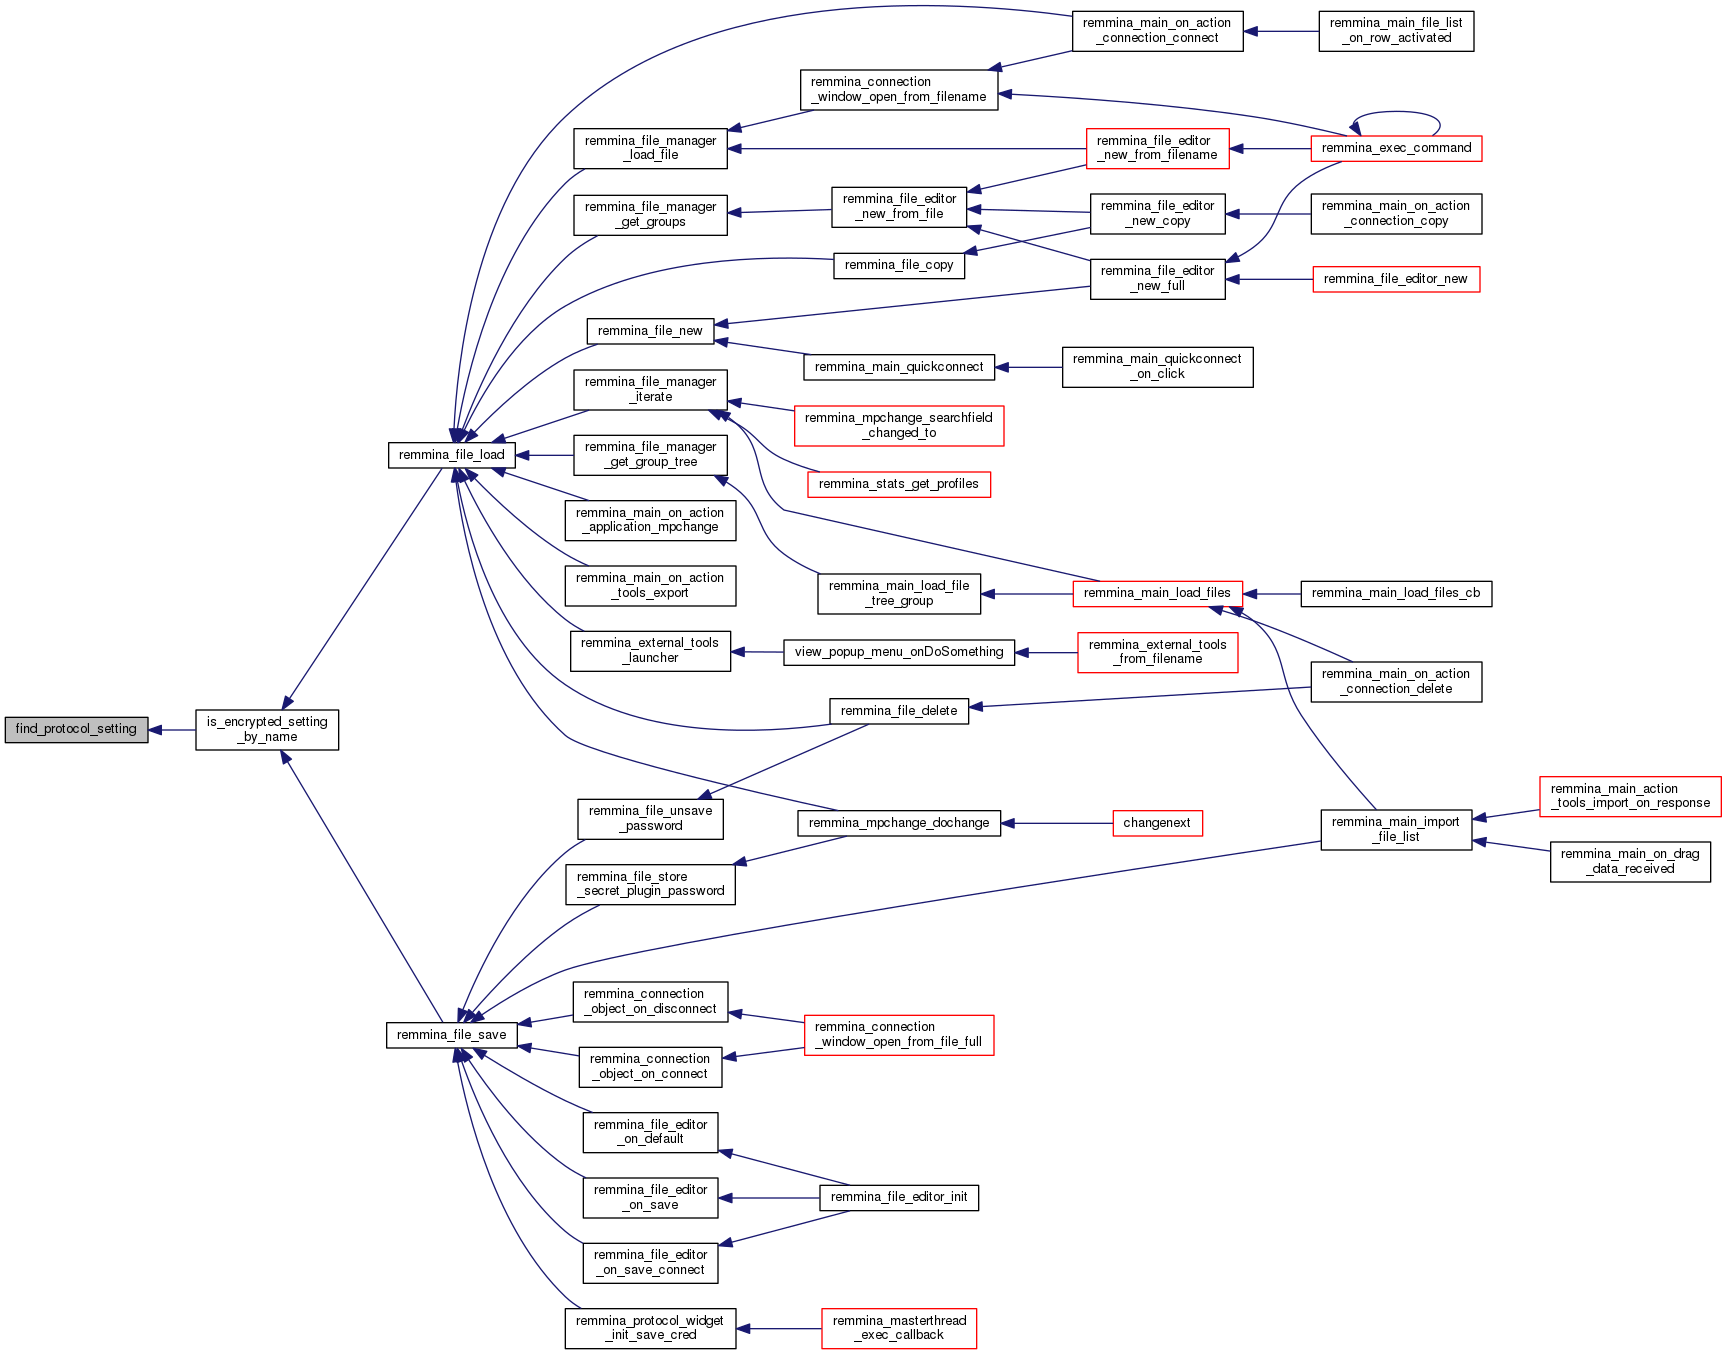 find_protocol_setting
is_encrypted_setting
_by_name
remmina_file_load
remmina_file_save
remmina_file_manager
_load_file
remmina_file_manager
_get_groups
remmina_file_new
remmina_file_manager
_iterate
remmina_file_manager
_get_group_tree
remmina_main_on_action
_application_mpchange
remmina_main_on_action
_tools_export
remmina_external_tools
_launcher
remmina_file_unsave
_password
remmina_file_store
_secret_plugin_password
remmina_connection
_object_on_disconnect
remmina_connection
_object_on_connect
remmina_file_editor
_on_default
remmina_file_editor
_on_save
remmina_file_editor
_on_save_connect
remmina_protocol_widget
_init_save_cred
remmina_connection
_window_open_from_filename
remmina_file_editor
_new_from_file
remmina_file_copy
remmina_main_quickconnect
remmina_mpchange_searchfield
_changed_to
remmina_stats_get_profiles
remmina_main_load_file
_tree_group
view_popup_menu_onDoSomething
remmina_file_delete
remmina_mpchange_dochange
remmina_connection
_window_open_from_file_full
remmina_file_editor_init
remmina_masterthread
_exec_callback
remmina_main_on_action
_connection_connect
remmina_file_editor
_new_from_filename
remmina_file_editor
_new_copy
remmina_file_editor
_new_full
remmina_main_quickconnect
_on_click
remmina_main_load_files
remmina_external_tools
_from_filename
changenext
remmina_main_file_list
_on_row_activated
remmina_exec_command
remmina_main_on_action
_connection_copy
remmina_file_editor_new
remmina_main_load_files_cb
remmina_main_on_action
_connection_delete
remmina_main_import
_file_list
remmina_main_action
_tools_import_on_response
remmina_main_on_drag
_data_received